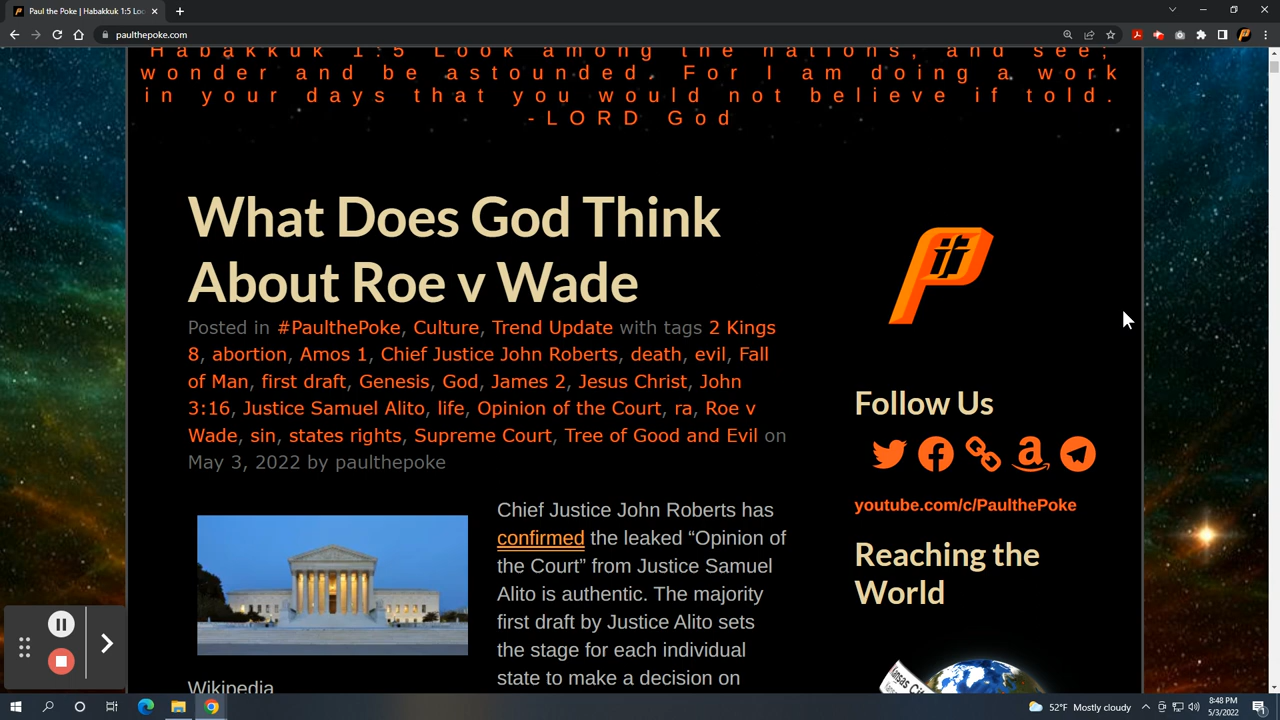 Paul the Poke | Habakkuk 1:5 Loo
paulthepoke.com
Habakkuk 1:5 Look among the nations, and see;
wonder and be astounded. For I am doing a work
in your days that you would not believe if told.
-LORD God
What Does God Think
About Roe v Wade
Posted in #PaulthePoke, Culture, Trend Update with tags 2 Kings
8, abortion, Amos 1, Chief Justice John Roberts, death, evil, Fall
of Man, first draft, Genesis, God, James 2, Jesus Christ, John
3:16, Justice Samuel Alito, life, Opinion of the Court, ra, Roe v
Wade, sin, states rights, Supreme Court, Tree of Good and Evil on
May 3, 2022 by paulthepoke
Chief Justice John Roberts has
confirmed the leaked “Opinion of
the Court” from Justice Samuel
Alito is authentic. The majority
first draft by Justice Alito sets
the stage for each individual
state to make a decision on
Wikipedia
Follow Us
youtube.com/c/PaulthePoke
Reaching the
World
Kansas Cit
52°F Mostly cloudy
8:48 PM
5/3/2022